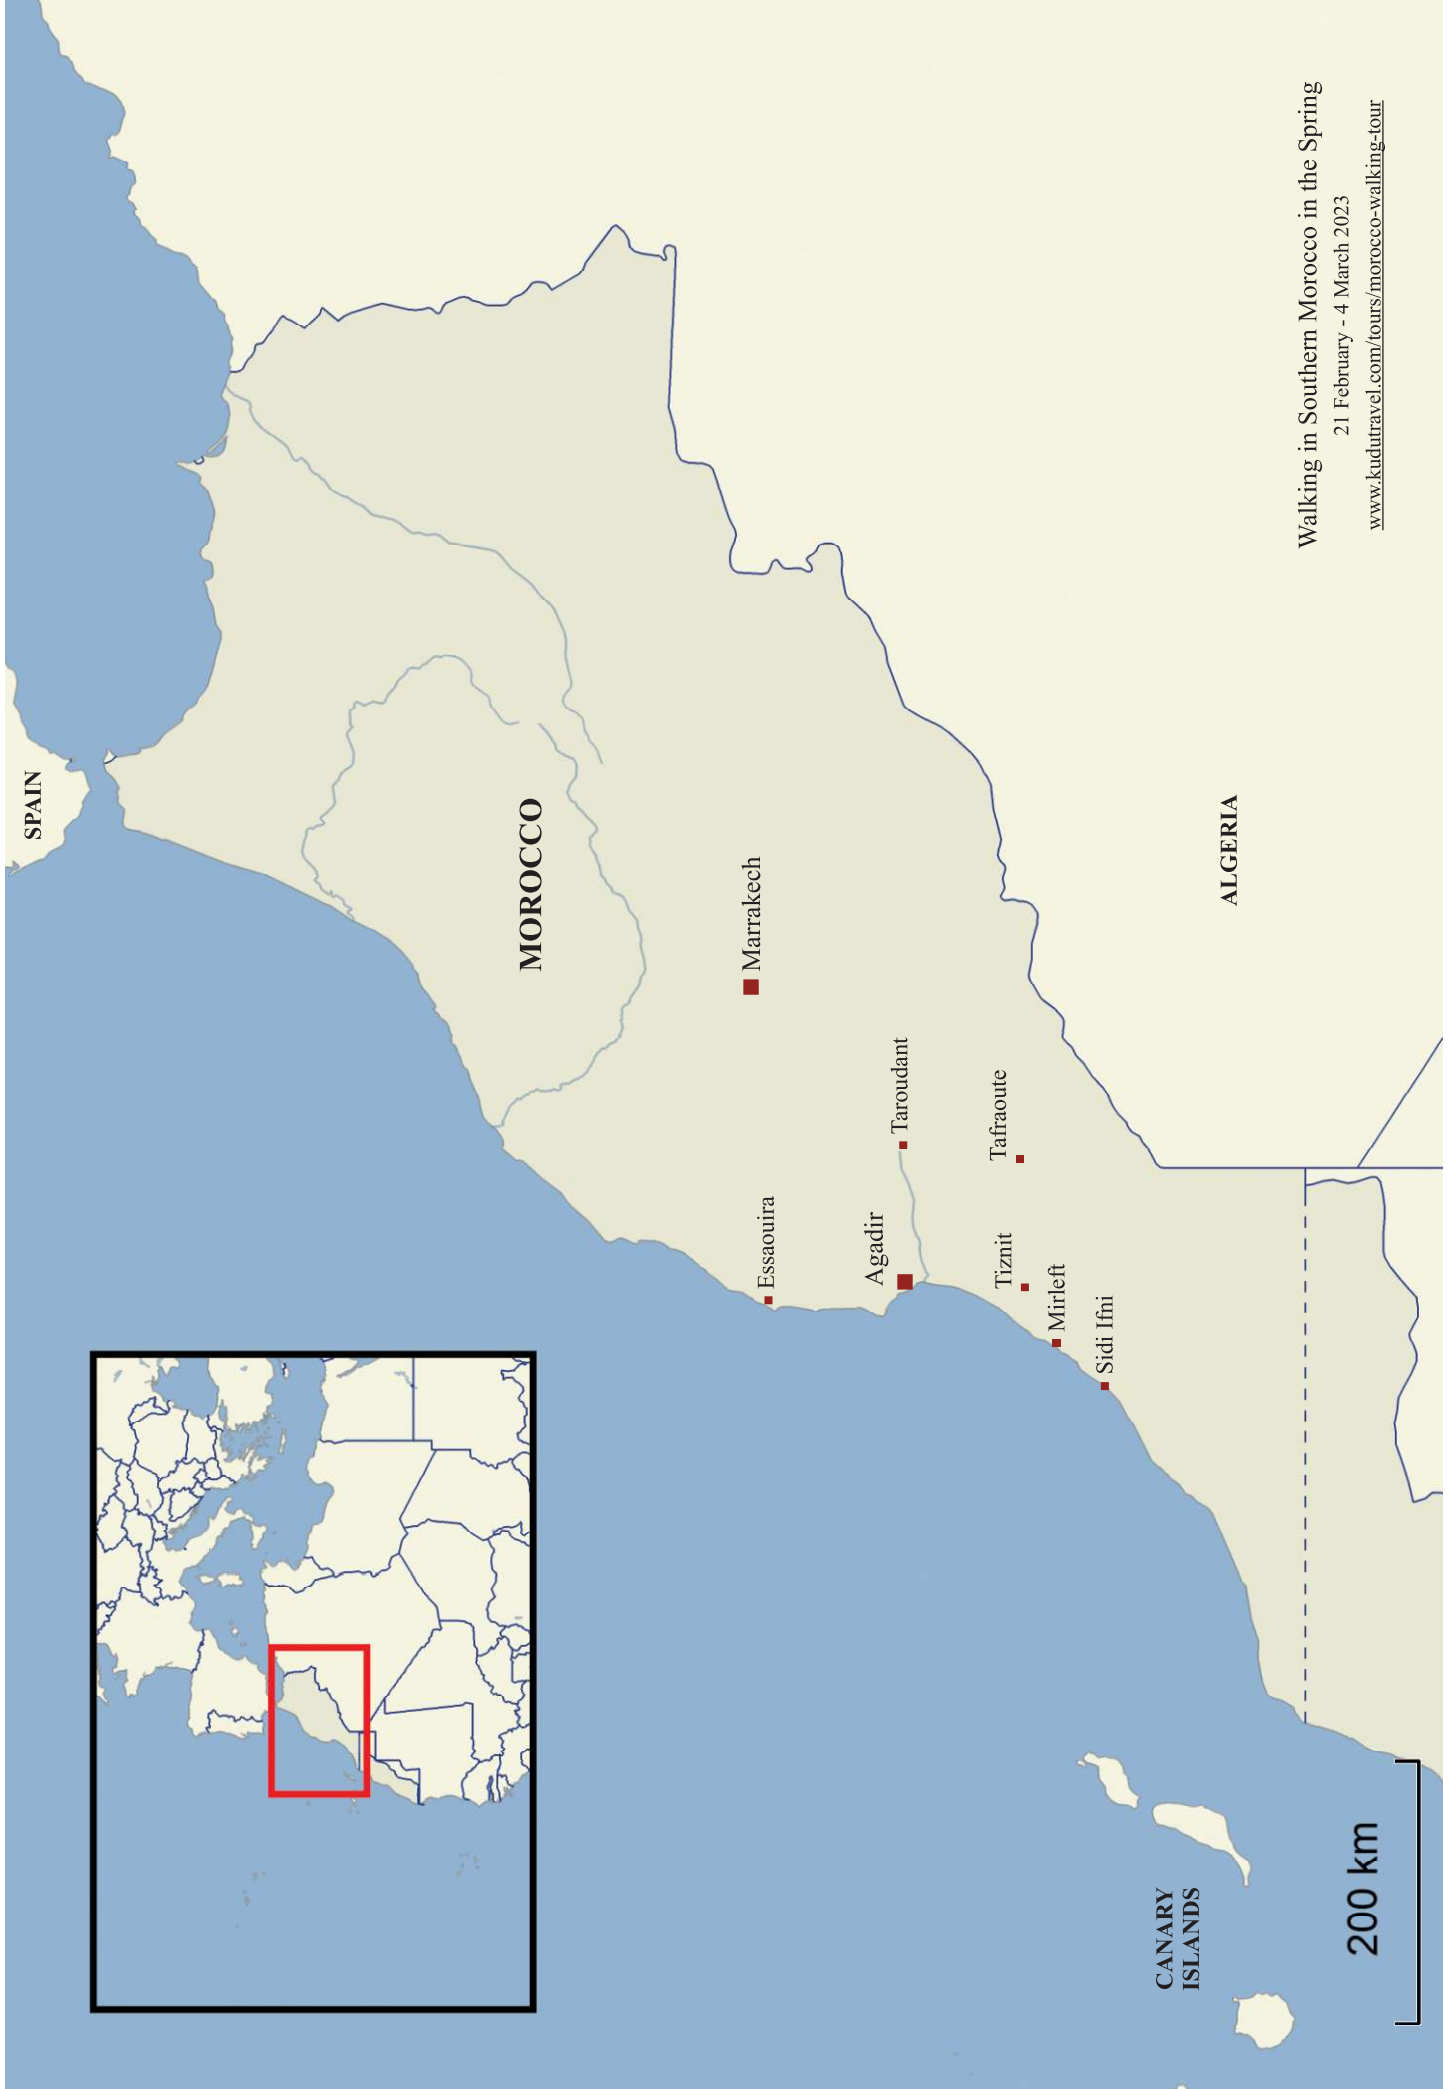 SPAIN
MOROCCO
Marrakech
Essaouira
Taroudant
Agadir
Tafraoute
Tiznit
Mirleft
Sidi Ifni
ALGERIA
CANARY
ISLANDS
200 km
Walking in Southern Morocco in the Spring
21 February - 4 March 2023
www.kudutravel.com/tours/morocco-walking-tour